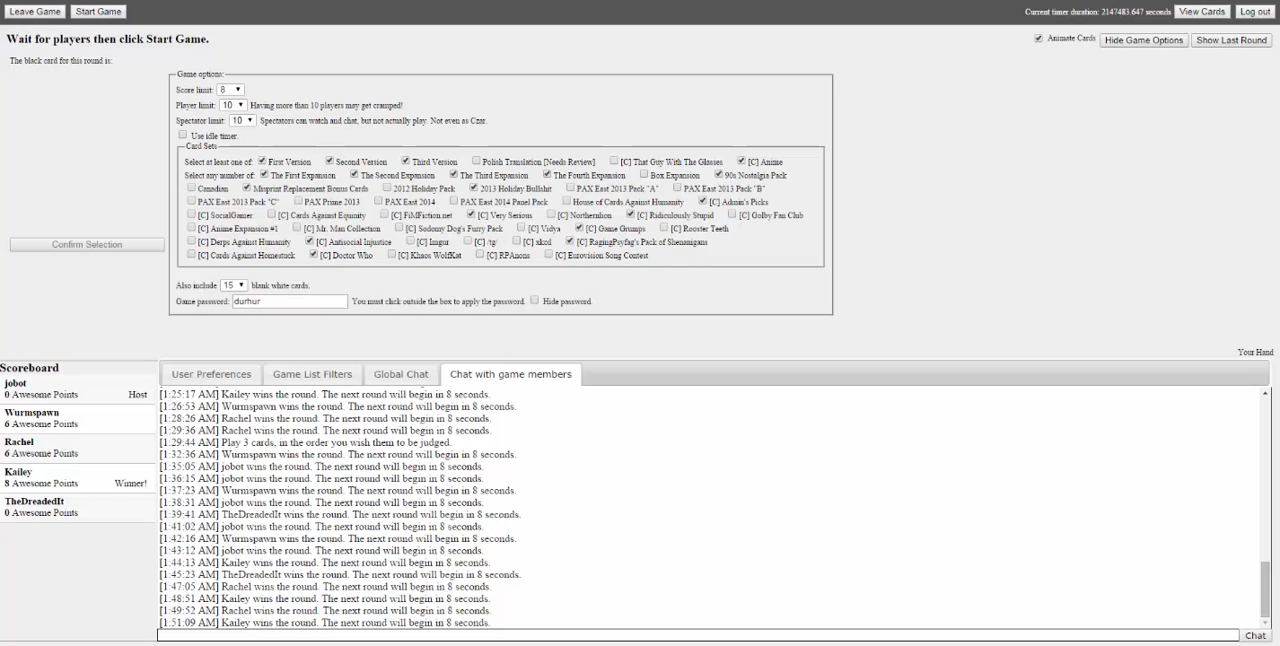 Leave Game Start Game Current timer duration: 2147483.647 seconds View Cards Log out
Wait for players then click Start Game. Animate Cards Hide Game Options Show Last Round
The black card for this round is:
Game options:
Score limit: 8
Player limit: 10 Having more than 10 players may get cramped!
Spectator limit: 10 Spectators can watch and chat, but not actually play. Not even as Czar.
Use idle timer.
Card Sets
Select at least one of: First Version Second Version Third Version Polish Translation [Needs Review] [C] That Guy With The Glasses [C] Anime
Select any number of: The First Expansion The Second Expansion The Third Expansion The Fourth Expansion Box Expansion 90s Nostalgia Pack
Canadian Misprint Replacement Bonus Cards 2012 Holiday Pack 2013 Holiday Bullshit PAX East 2013 Pack "A" PAX East 2013 Pack "B"
PAX East 2013 Pack "C" PAX Prime 2013 PAX East 2014 PAX East 2014 Panel Pack House of Cards Against Humanity [C] Admin's Picks
[C] SocialGamer [C] Cards Against Equinity [C] FiMFiction.net [C] Very Serious [C] Northernlion [C] Ridiculously Stupid [C] Golby Fan Club
[C] Anime Expansion #1 [C] Mr. Man Collection [C] Sodomy Dog's Furry Pack [C] Vidya [C] Game Grumps [C] Rooster Teeth
[C] Derps Against Humanity [C] Antisocial Injustice [C] Imgur [C] /tg/ [C] xkcd [C] RagingPsyfag's Pack of Shenanigans
[C] Cards Against Homestuck [C] Doctor Who [C] Khaos WolfKat [C] RPAnons [C] Eurovision Song Contest
Confirm Selection
Also include 15 blank white cards.
Game password: durhur You must click outside the box to apply the password. Hide password.
Your Hand
Scoreboard
jobot
0 Awesome Points Host
Wurmspawn
6 Awesome Points
Rachel
6 Awesome Points
Kailey
8 Awesome Points Winner!
TheDreadedIt
0 Awesome Points
User Preferences Game List Filters Global Chat Chat with game members
[1:25:17 AM] Kailey wins the round. The next round will begin in 8 seconds.
[1:26:53 AM] Wurmspawn wins the round. The next round will begin in 8 seconds.
[1:28:26 AM] Rachel wins the round. The next round will begin in 8 seconds.
[1:29:36 AM] Rachel wins the round. The next round will begin in 8 seconds.
[1:29:44 AM] Play 3 cards, in the order you wish them to be judged.
[1:32:36 AM] Wurmspawn wins the round. The next round will begin in 8 seconds.
[1:35:05 AM] jobot wins the round. The next round will begin in 8 seconds.
[1:36:15 AM] jobot wins the round. The next round will begin in 8 seconds.
[1:37:23 AM] Wurmspawn wins the round. The next round will begin in 8 seconds.
[1:38:31 AM] jobot wins the round. The next round will begin in 8 seconds.
[1:39:41 AM] TheDreadedIt wins the round. The next round will begin in 8 seconds.
[1:41:02 AM] jobot wins the round. The next round will begin in 8 seconds.
[1:42:16 AM] Wurmspawn wins the round. The next round will begin in 8 seconds.
[1:43:12 AM] jobot wins the round. The next round will begin in 8 seconds.
[1:44:13 AM] Kailey wins the round. The next round will begin in 8 seconds.
[1:45:23 AM] TheDreadedIt wins the round. The next round will begin in 8 seconds.
[1:47:05 AM] Rachel wins the round. The next round will begin in 8 seconds.
[1:48:51 AM] Kailey wins the round. The next round will begin in 8 seconds.
[1:49:52 AM] Rachel wins the round. The next round will begin in 8 seconds.
[1:51:09 AM] Kailey wins the round. The next round will begin in 8 seconds.
Chat